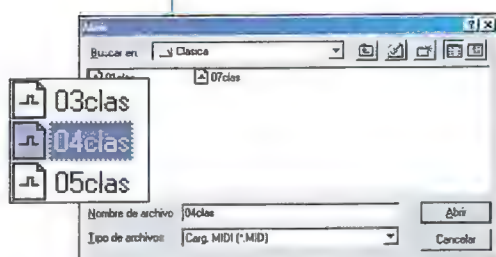 Abrir
Buscar en: Clasica
01clas
07clas
03clas
04clas
05clas
Nombre de archivo: 04clas
Abrir
Tipo de archivos: Carg. MIDI (*.MID)
Cancelar